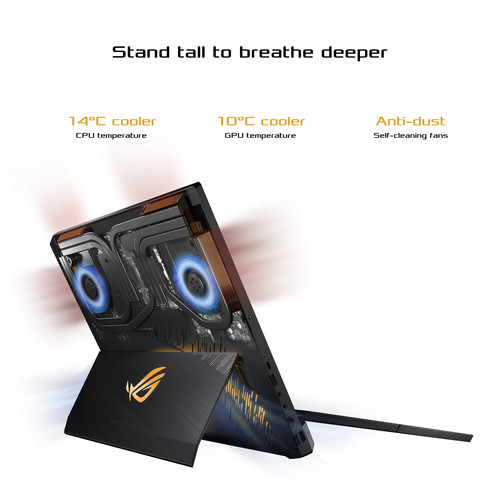 Stand tall to breathe deeper
14°C cooler
CPU temperature
10°C cooler
GPU temperature
Anti-dust
Self-cleaning fans